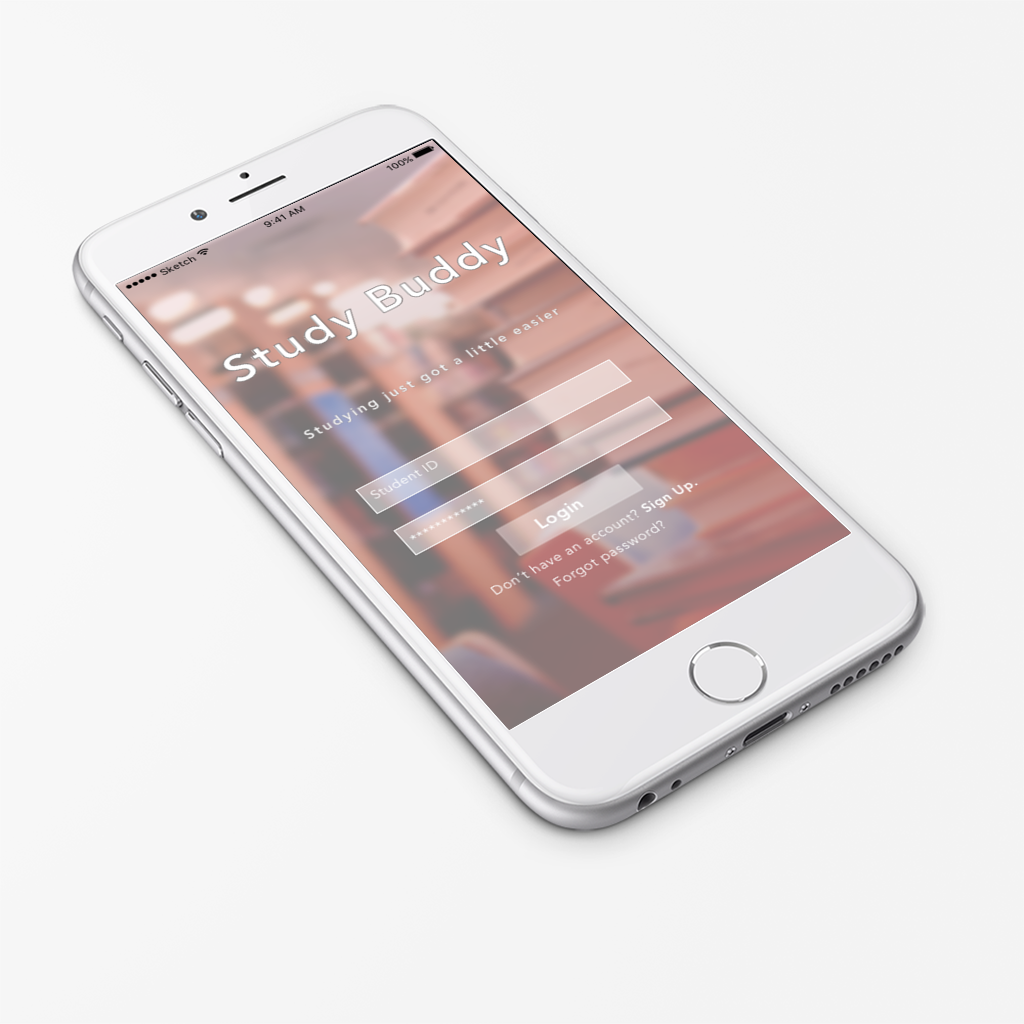 ●●●●● Sketch 9:41 AM 100%
Study Buddy
Studying just got a little easier
Student ID
************
Login
Don't have an account? Sign Up.
Forgot password?